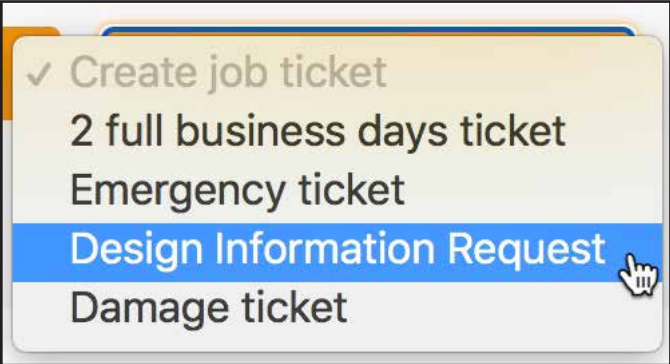 Create job ticket
2 full business days ticket
Emergency ticket
Design Information Request
Damage ticket